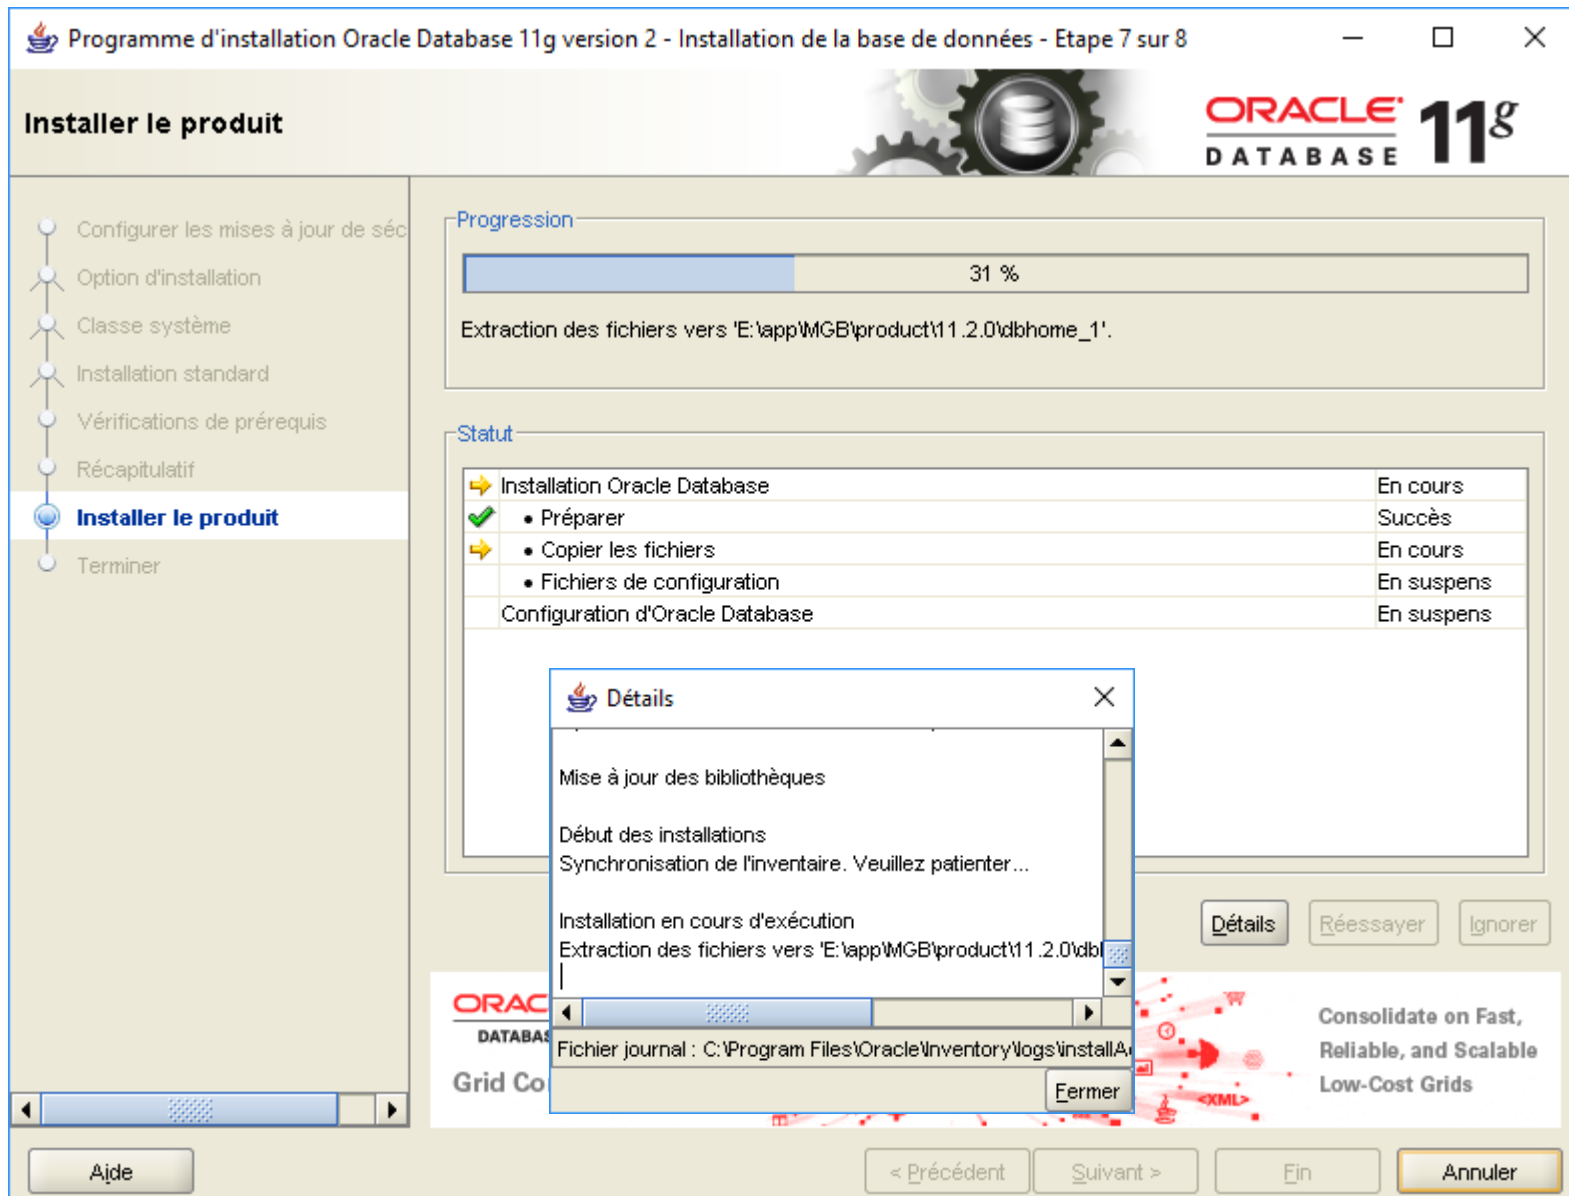 Programme d'installation Oracle Database 11g version 2 - Installation de la base de données - Etape 7 sur 8
Installer le produit
ORACLE
DATABASE
11g
Configurer les mises à jour de séc
Option d'installation
Classe système
Installation standard
Vérifications de prérequis
Récapitulatif
Installer le produit
Terminer
Progression
31 %
Extraction des fichiers vers 'E:\app\MGB\product\11.2.0\dbhome_1'.
Statut
Installation Oracle Database En cours
• Préparer Succès
• Copier les fichiers En cours
• Fichiers de configuration En suspens
Configuration d'Oracle Database En suspens
Détails
Mise à jour des bibliothèques
Début des installations
Synchronisation de l'inventaire. Veuillez patienter...
Installation en cours d'exécution
Extraction des fichiers vers 'E:\app\MGB\product\11.2.0\dbl
Fichier journal : C:\Program Files\Oracle\Inventory\logs\installA
Fermer
Détails Réessayer Ignorer
ORAC
DATABAS
Grid Co
<XML>
Consolidate on Fast,
Reliable, and Scalable
Low-Cost Grids
Aide < Précédent Suivant > Fin Annuler